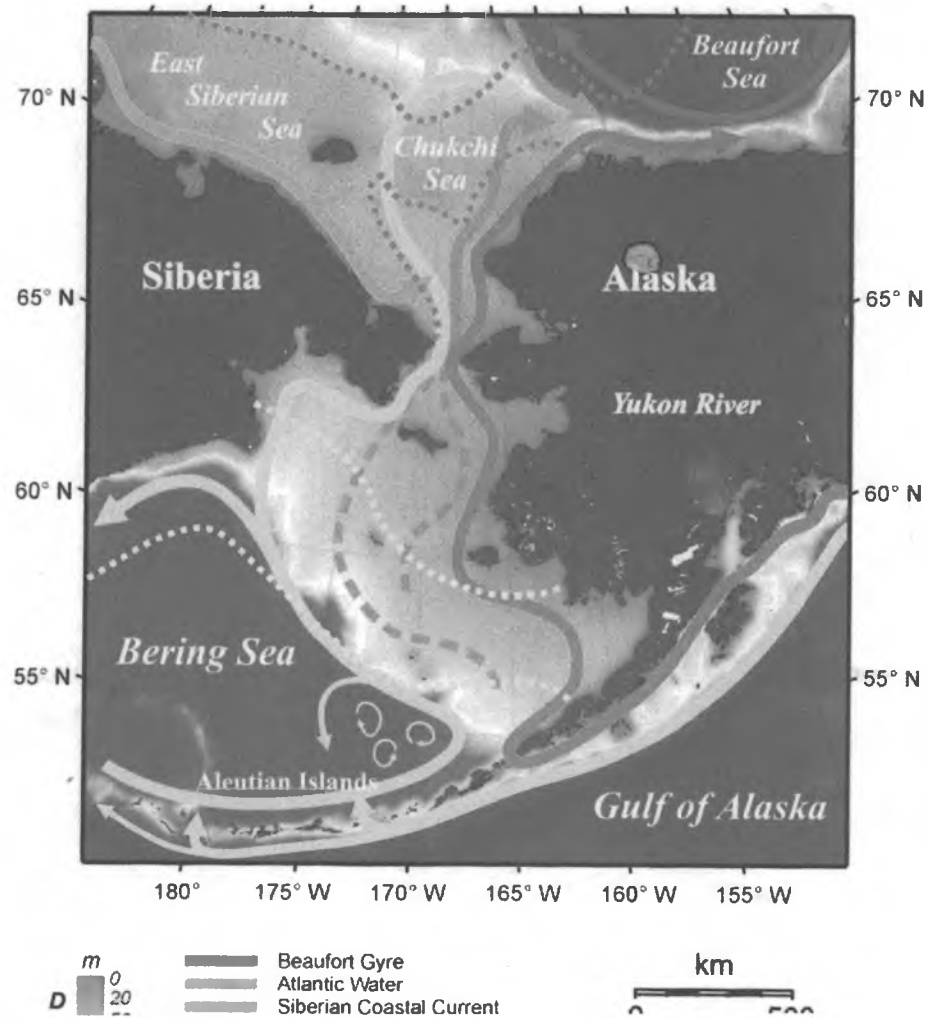 East
Siberian
Sea
Beaufort
Sea
70° N
70° N
Chukchi
Sea
Siberia
Alaska
65° N
65° N
Yukon River
60° N
60° N
Bering Sea
55° N
55° N
Aleutian Islands
Gulf of Alaska
180° 175° W 170° W 165° W 160° W 155° W
m
0
20
D
Beaufort Gyre
Atlantic Water
Siberian Coastal Current
km